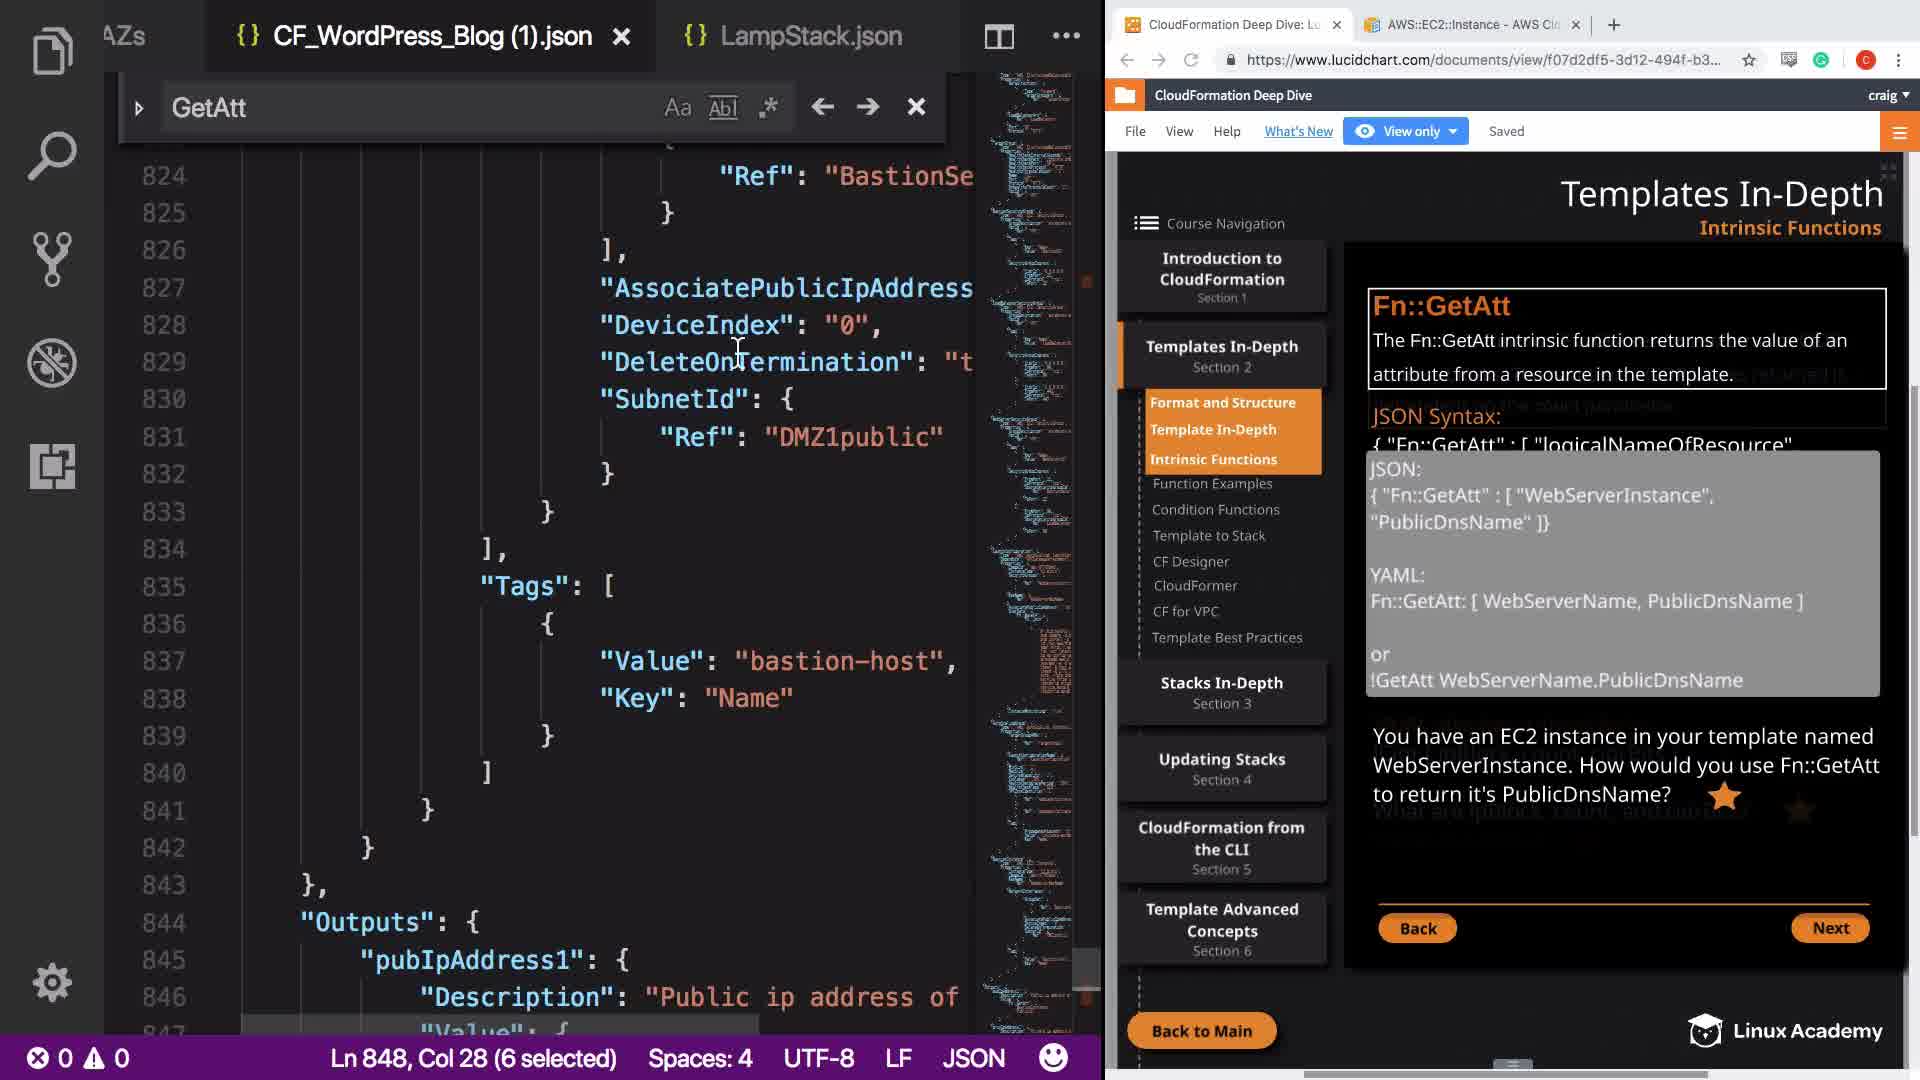 AZs
{} CF_WordPress_Blog (1).json
{} LampStack.json
GetAtt
Aa Abl .*
824 "Ref": "BastionSe
825 }
826 ],
827 "AssociatePublicIpAddress
828 "DeviceIndex": "0",
829 "DeleteOnTermination": "t
830 "SubnetId": {
831 "Ref": "DMZ1public"
832 }
833 }
834 ],
835 "Tags": [
836 {
837 "Value": "bastion-host",
838 "Key": "Name"
839 }
840 ]
841 }
842 }
843 },
844 "Outputs": {
845 "pubIpAddress1": {
846 "Description": "Public ip address of
847 "Value": {
0 0 Ln 848, Col 28 (6 selected) Spaces: 4 UTF-8 LF JSON
CloudFormation Deep Dive: Lu
AWS::EC2::Instance - AWS Clo
https://www.lucidchart.com/documents/view/f07d2df5-3d12-494f-b3...
C
CloudFormation Deep Dive
craig
File View Help What's New View only Saved
Templates In-Depth
Intrinsic Functions
Course Navigation
Introduction to
CloudFormation
Section 1
Templates In-Depth
Section 2
Format and Structure
Template In-Depth
Intrinsic Functions
Function Examples
Condition Functions
Template to Stack
CF Designer
CloudFormer
CF for VPC
Template Best Practices
Stacks In-Depth
Section 3
Updating Stacks
Section 4
CloudFormation from
the CLI
Section 5
Template Advanced
Concepts
Section 6
Back to Main
Fn::GetAtt
The Fn::GetAtt intrinsic function returns the value of an
attribute from a resource in the template.
JSON Syntax:
{ "Fn::GetAtt" : [ "logicalNameOfResource"
JSON:
{ "Fn::GetAtt" : [ "WebServerInstance",
"PublicDnsName" ]}
YAML:
Fn::GetAtt: [ WebServerName, PublicDnsName ]
or
!GetAtt WebServerName.PublicDnsName
You have an EC2 instance in your template named
WebServerInstance. How would you use Fn::GetAtt
to return it's PublicDnsName?
Back
Next
Linux Academy